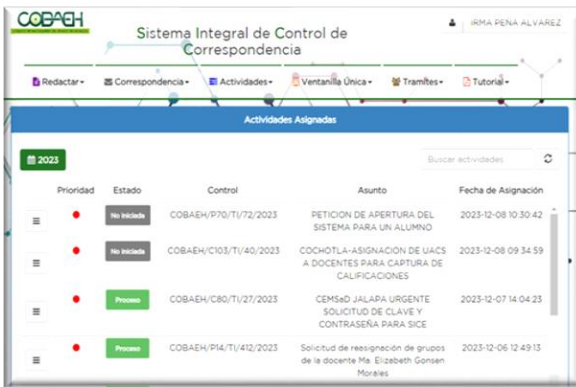 COBAEH
IRMA PEÑA ALVAREZ
Sistema Integral de Control de
Correspondencia
Redactar
Correspondencia
Actividades
Ventanilla Única
Tramites
Tutorial
Actividades Asignadas
2023
Buscar actividades
Prioridad Estado Control Asunto Fecha de Asignación
No Iniciada COBAEH/P70/TI/72/2023 PETICION DE APERTURA DEL 2023-12-08 10:30:42
SISTEMA PARA UN ALUMNO
No Iniciada COBAEH/C103/TI/40/2023 COCHOTLA-ASIGNACION DE UACS 2023-12-08 09:34:59
A DOCENTES PARA CAPTURA DE
CALIFICACIONES
Proceso COBAEH/C80/TI/27/2023 CEMSaD JALAPA URGENTE 2023-12-07 14:04:23
SOLICITUD DE CLAVE Y
CONTRASEÑA PARA SICE
Proceso COBAEH/P14/TI/412/2023 Solicitud de reasignación de grupos 2023-12-06 12:49:13
de la docente Ma. Elizabeth Gonsen
Morales